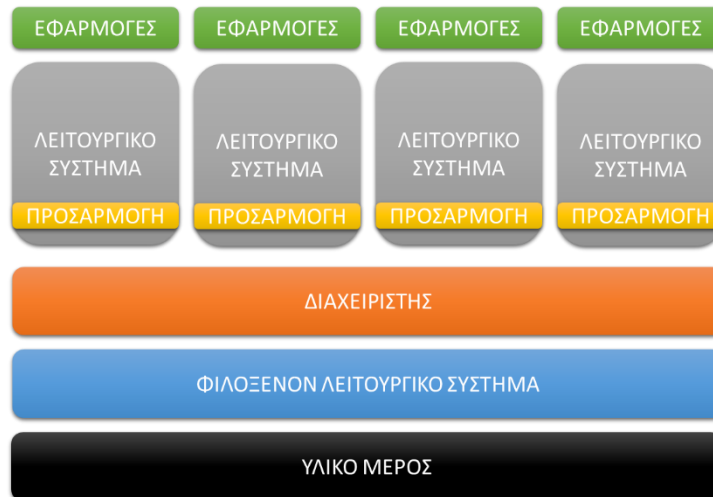 ΕΦΑΡΜΟΓΕΣ ΕΦΑΡΜΟΓΕΣ ΕΦΑΡΜΟΓΕΣ ΕΦΑΡΜΟΓΕΣ
ΛΕΙΤΟΥΡΓΙΚΟ ΛΕΙΤΟΥΡΓΙΚΟ ΛΕΙΤΟΥΡΓΙΚΟ ΛΕΙΤΟΥΡΓΙΚΟ
ΣΥΣΤΗΜΑ ΣΥΣΤΗΜΑ ΣΥΣΤΗΜΑ ΣΥΣΤΗΜΑ
ΠΡΟΣΑΡΜΟΓΗ ΠΡΟΣΑΡΜΟΓΗ ΠΡΟΣΑΡΜΟΓΗ ΠΡΟΣΑΡΜΟΓΗ
ΔΙΑΧΕΙΡΙΣΤΗΣ
ΦΙΛΟΞΕΝΟΝ ΛΕΙΤΟΥΡΓΙΚΟ ΣΥΣΤΗΜΑ
ΥΛΙΚΟ ΜΕΡΟΣ